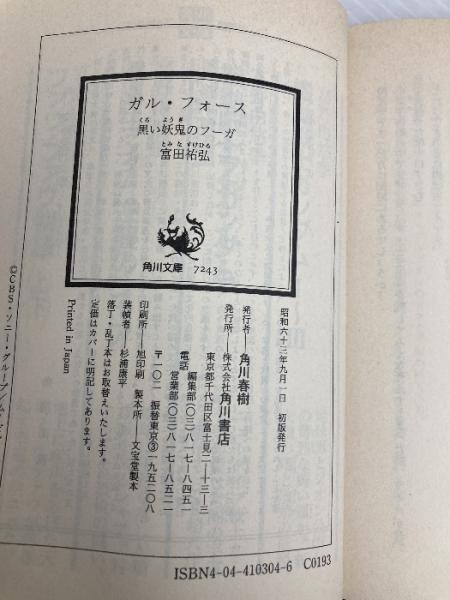 ガル・フォース
くろ ようき
黒い妖鬼のフーガ
とみ た すけひろ
富田祐弘
角川文庫 7243
昭和六十三年九月一日 初版発行
発行者――角川春樹
発行所――株式会社角川書店
東京都千代田区富士見二―十三―三
電話 編集部(〇三)八一七―八四五一
営業部(〇三)八一七―八五二一
〒一〇二 振替東京③一九五二〇八
印刷所――旭印刷 製本所――文宝堂製本
装幀者――杉浦康平
落丁・乱丁本はお取替えいたします。
定価はカバーに明記してあります。
Printed in Japan
©CBS・ソニー・グループ
ISBN4-04-410304-6 C0193